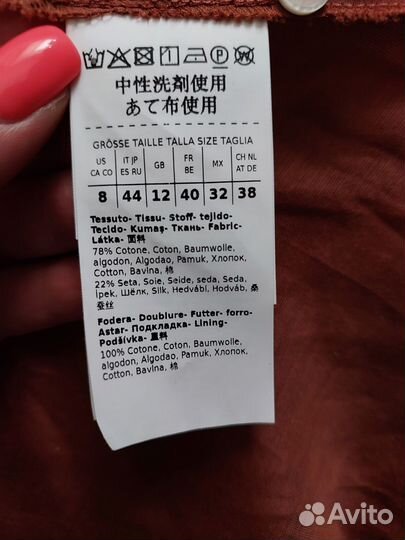 中性洗剤使用
あて布使用
GRÖSSE TAILLE TALLA SIZE TAGLIA
US CA CO | IT JP ES RU | GB | FR BE | MX | CH NL AT DE
8 | 44 | 12 | 40 | 32 | 38
Tessuto- Tissu- Stoff- tejido-
Tecido- Kumaş- Ткань- Fabric-
Látka- 面料
78% Cotone, Coton, Baumwolle,
algodon, Algodao, Pamuk, Хлопок,
Cotton, Bavlna, 棉
22% Seta, Soie, Seide, seda, Seda,
İpek, Шёлк, Silk, Hedvábí, Hodváb, 桑
蚕丝
Fodera- Doublure- Futter- forro-
Astar- Подкладка- Lining-
Podšívka- 里料
100% Cotone, Coton, Baumwolle,
algodon, Algodao, Pamuk, Хлопок,
Cotton, Bavlna, 棉
Avito